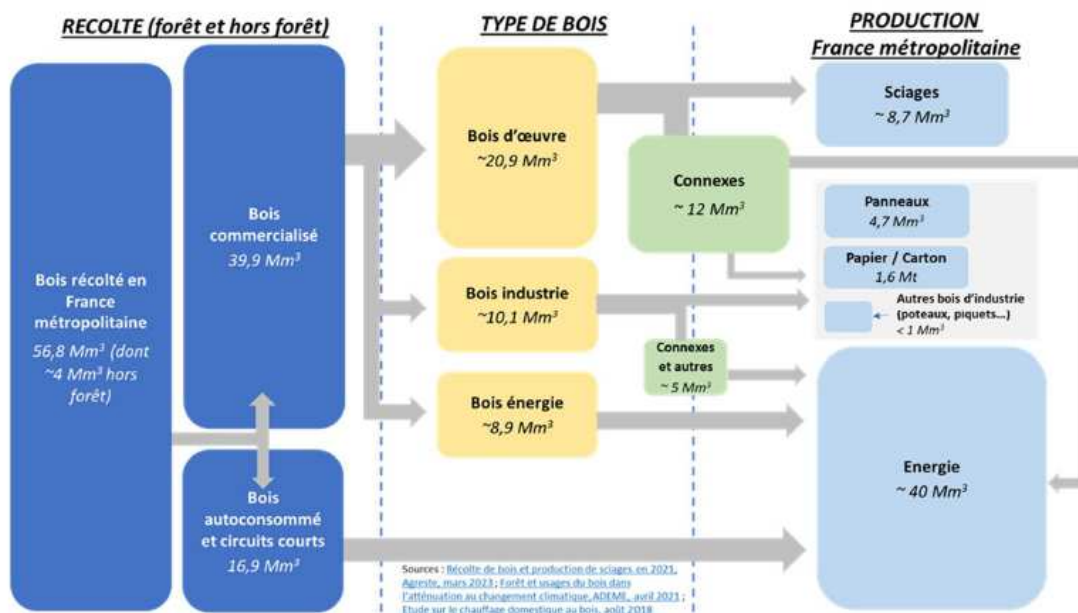 RECOLTE (forêt et hors forêt)
TYPE DE BOIS
PRODUCTION
France métropolitaine
Bois récolté en
France
métropolitaine
56,8 Mm³ (dont
~4 Mm³ hors
forêt)
Bois
commercialisé
39,9 Mm³
Bois
autoconsommé
et circuits courts
16,9 Mm³
Bois d’œuvre
~20,9 Mm³
Bois industrie
~10,1 Mm³
Bois énergie
~8,9 Mm³
Connexes
~ 12 Mm³
Connexes
et autres
~ 5 Mm³
Sciages
~ 8,7 Mm³
Panneaux
4,7 Mm³
Papier / Carton
1,6 Mt
Autres bois d’industrie
(poteaux, piquets...)
< 1 Mm³
Energie
~ 40 Mm³
Sources : Récolte de bois et production de sciages en 2021,
Agreste, mars 2023 ; Forêt et usages du bois dans
l’atténuation au changement climatique, ADEME, avril 2021 ;
Etude sur le chauffage domestique au bois, août 2018